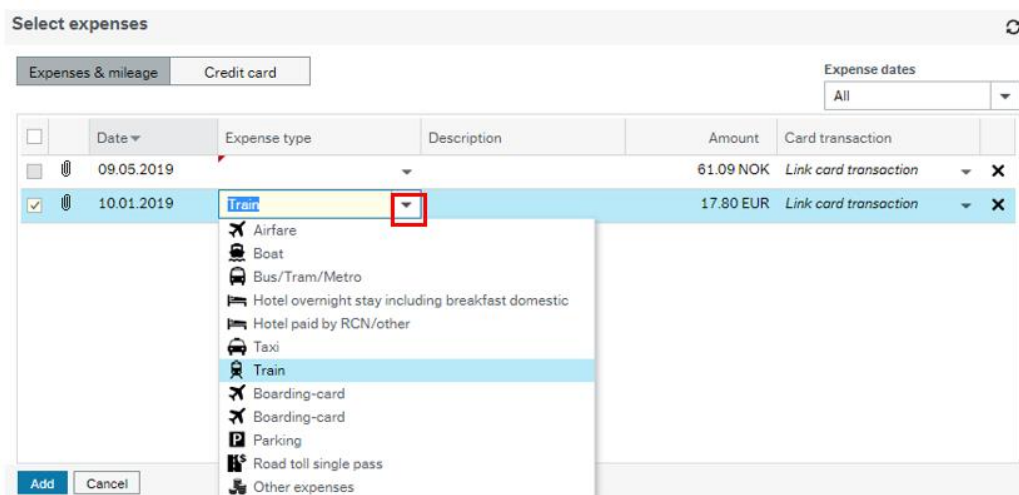 Select expenses
Expenses & mileage Credit card
Expense dates
All
Date Expense type Description Amount Card transaction
09.05.2019 61.09 NOK Link card transaction
10.01.2019 Train 17.80 EUR Link card transaction
Airfare
Boat
Bus/Tram/Metro
Hotel overnight stay including breakfast domestic
Hotel paid by RCN/other
Taxi
Train
Boarding-card
Boarding-card
P Parking
Road toll single pass
Add Cancel Other expenses